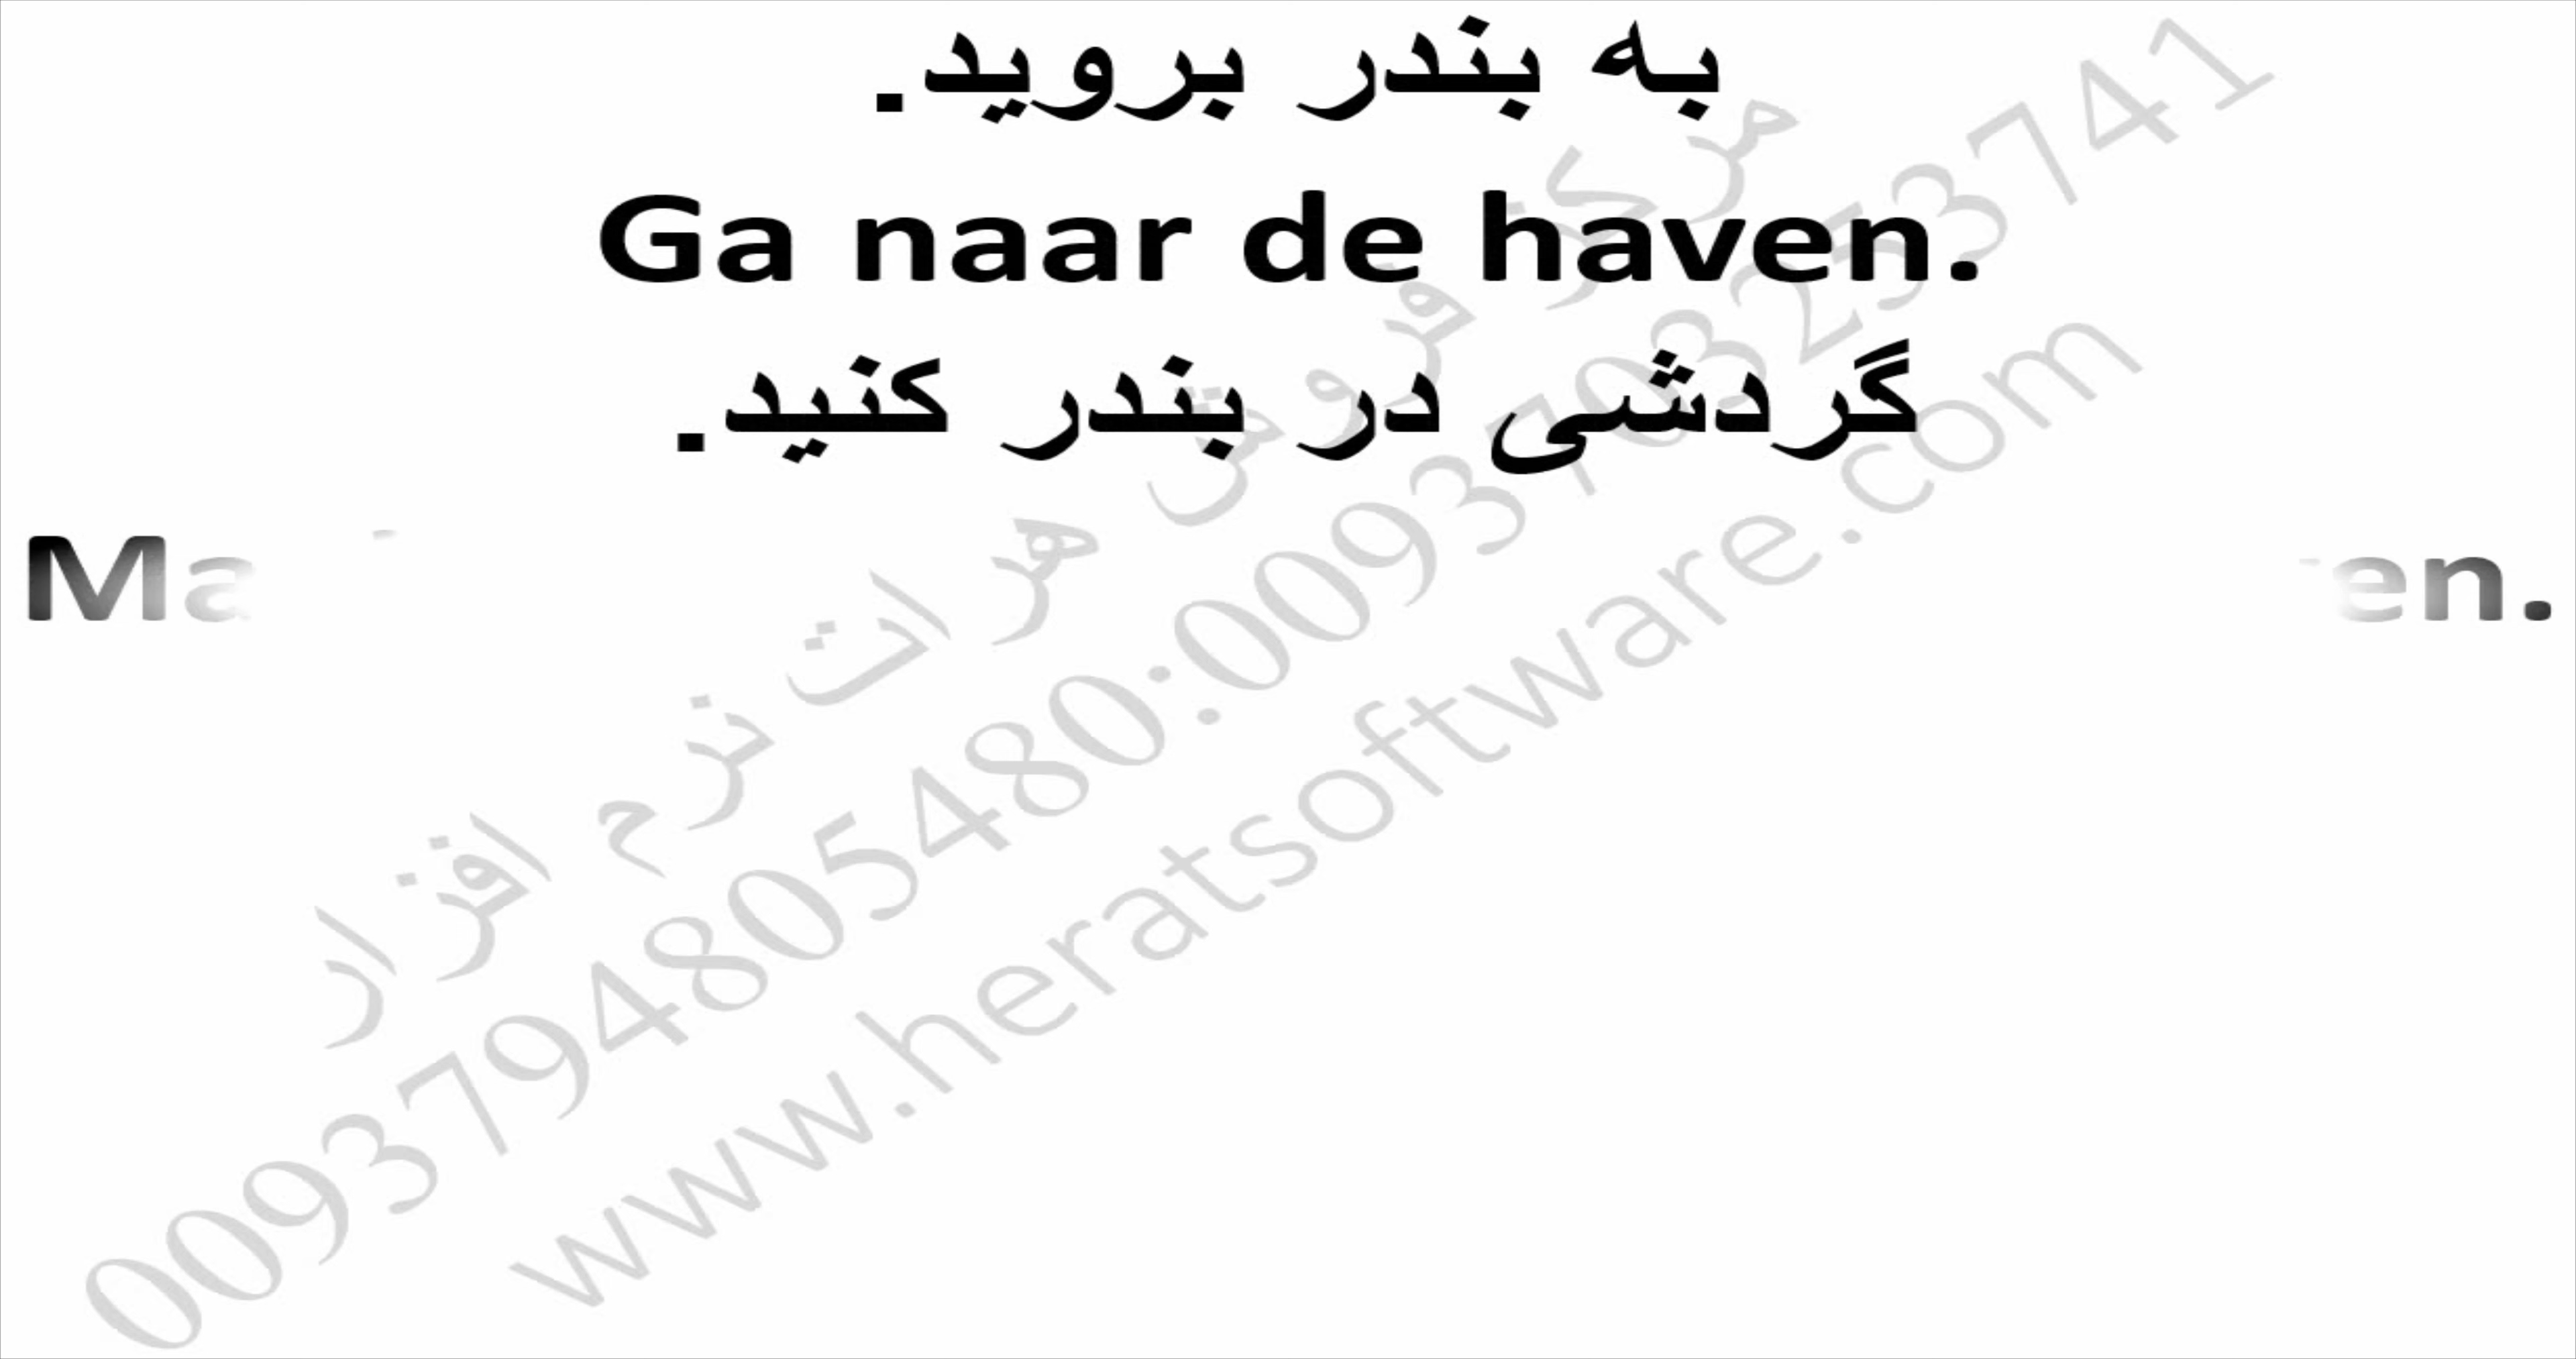 به بندر بروید.
Ga naar de haven.
گردشی در بندر کنید.
مرکز فروش هرات نرم افزار
0093794805480:0093703253741
www.heratsoftware.com